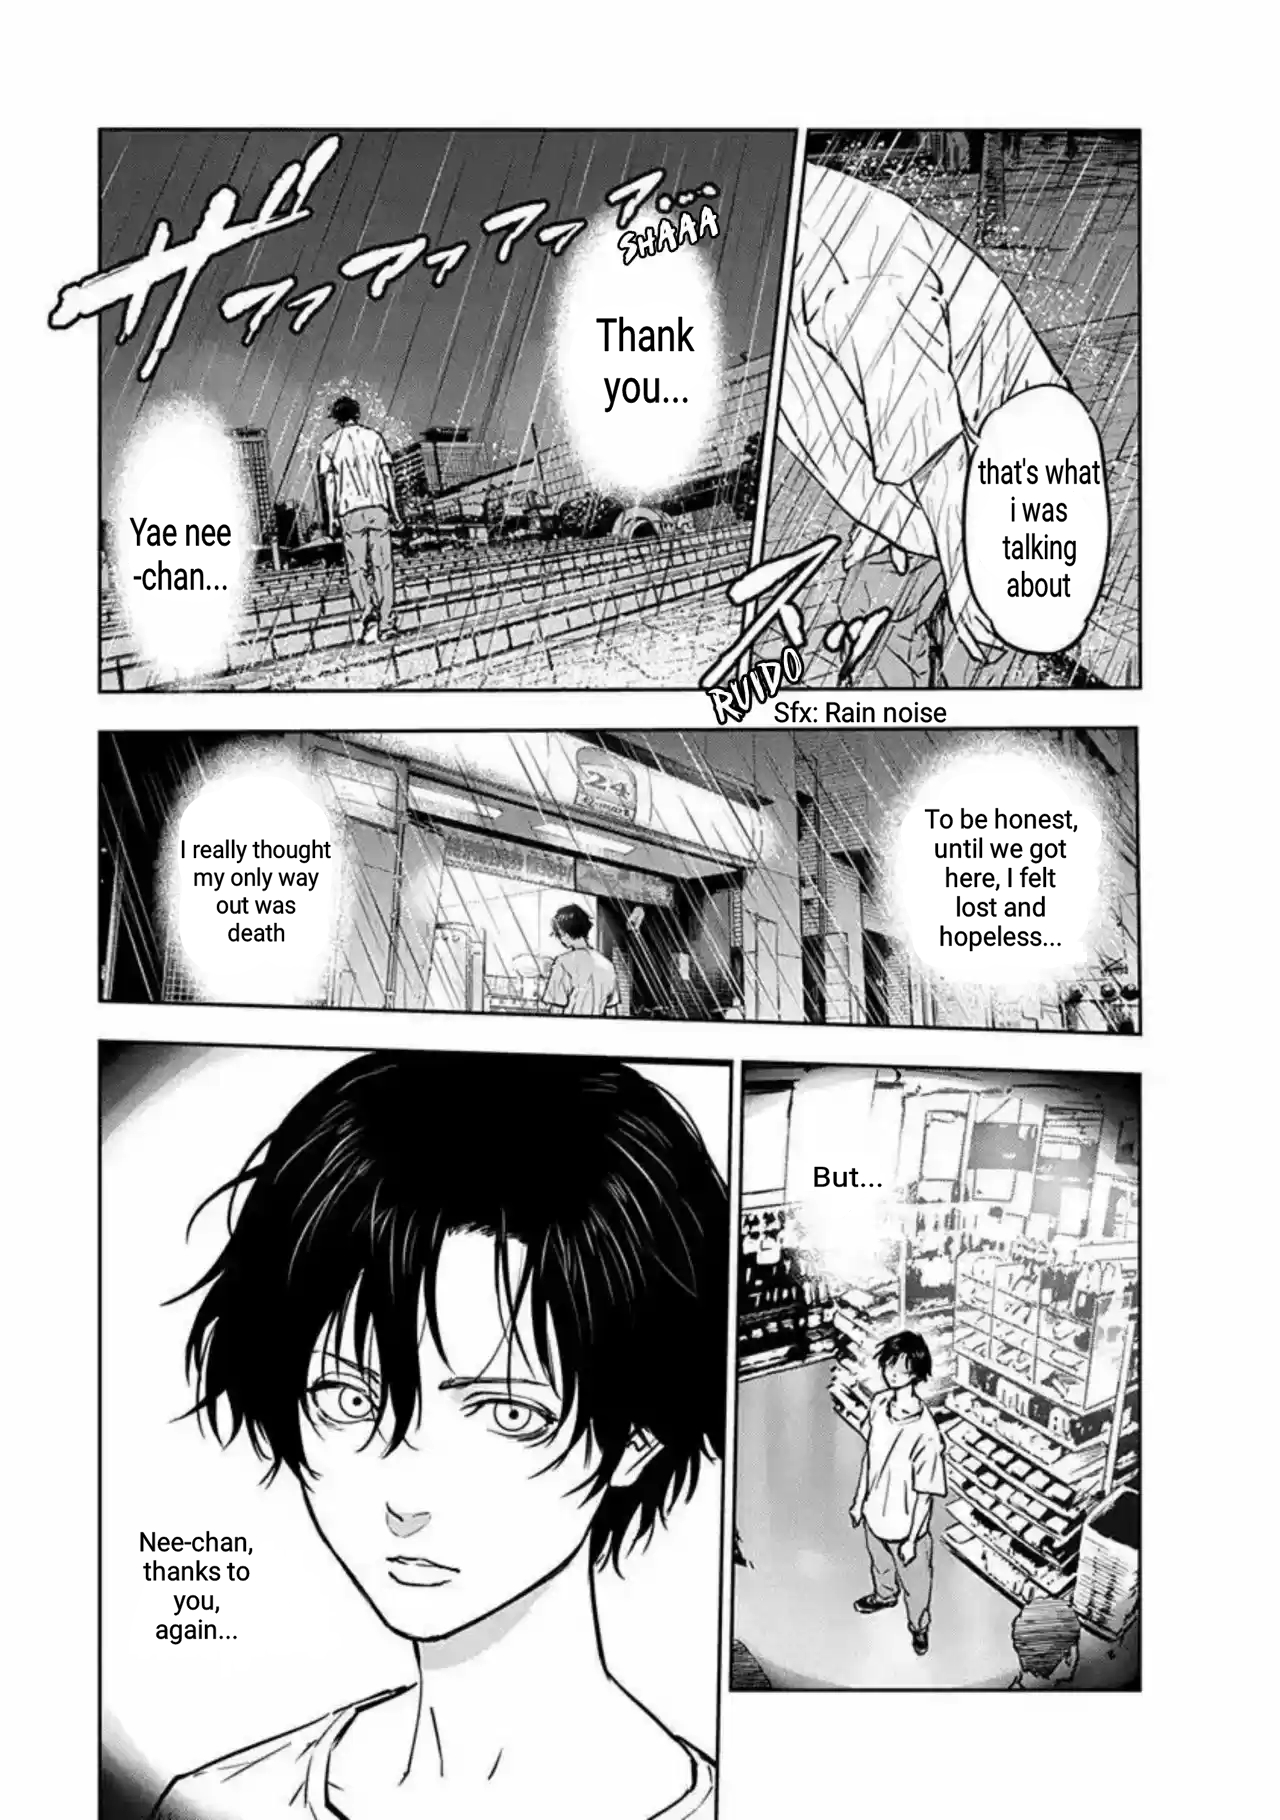 that's what
i was
talking
about
スッ
RUIDO
Sfx: Rain noise
ザァァァァァァ...
SHAAA
Thank
you...
Yae nee
-chan...
To be honest,
until we got
here, I felt
lost and
hopeless...
24
I really thought
my only way
out was
death
But...
Nee-chan,
thanks to
you,
again...